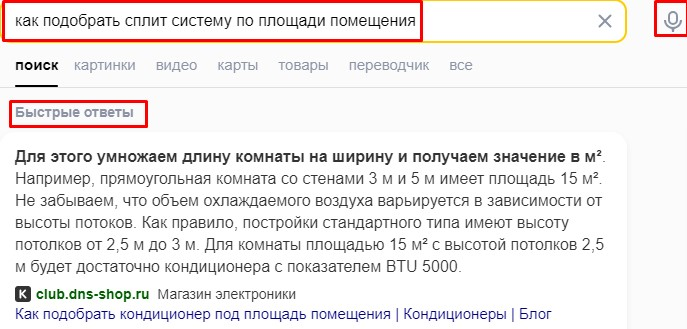 как подобрать сплит систему по площади помещения
поиск картинки видео карты товары переводчик все
Быстрые ответы
Для этого умножаем длину комнаты на ширину и получаем значение в м².
Например, прямоугольная комната со стенами 3 м и 5 м имеет площадь 15 м².
Не забываем, что объем охлаждаемого воздуха варьируется в зависимости от
высоты потоков. Как правило, постройки стандартного типа имеют высоту
потолков от 2,5 м до 3 м. Для комнаты площадью 15 м² с высотой потолков 2,5
м будет достаточно кондиционера с показателем BTU 5000.
K club.dns-shop.ru Магазин электроники
Как подобрать кондиционер под площадь помещения | Кондиционеры | Блог